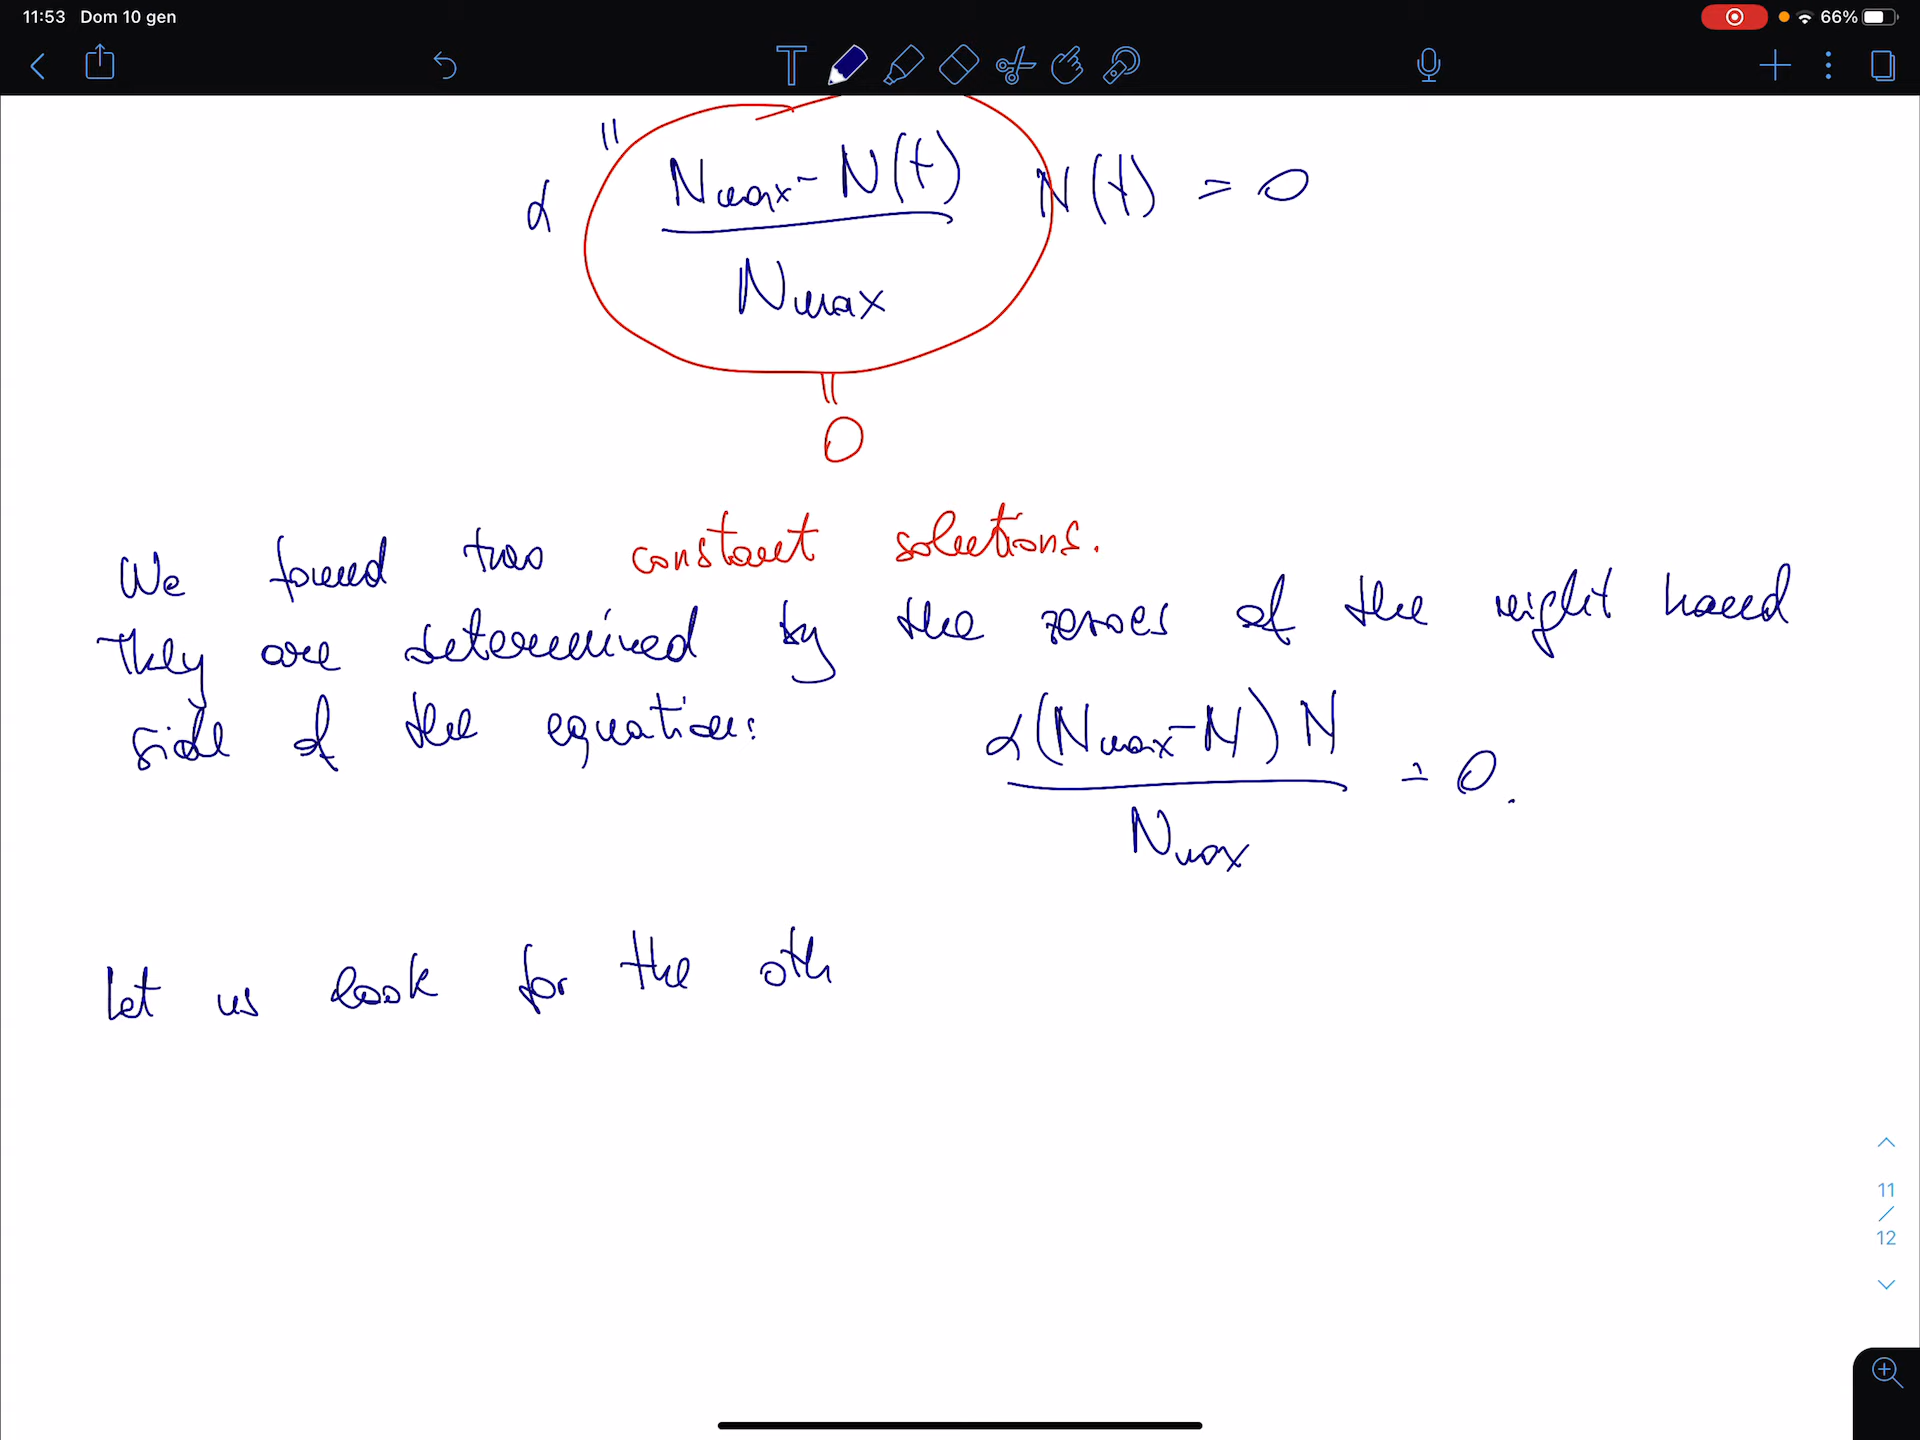 11:53 Dom 10 gen 66%
"
α (Nmax - N(t)) / Nmax N(t) = 0
"
0
We found two constant solutions.
They are determined by the zeroes of the right hand
side of the equation: α(Nmax - N) N / Nmax = 0.
Let us look for the oth
11
/
12